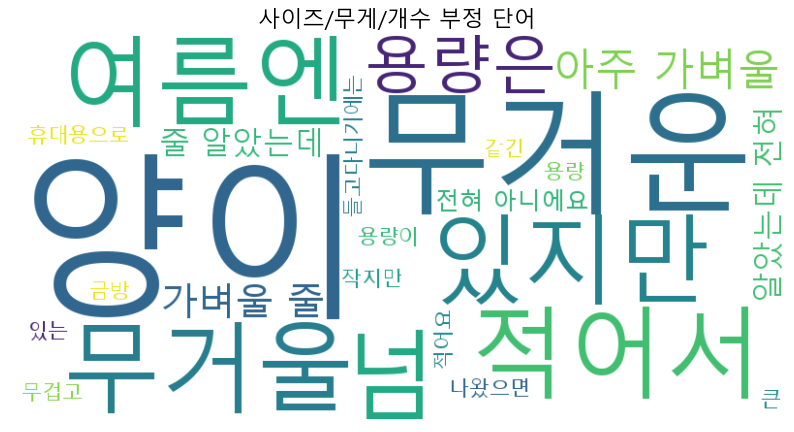 사이즈/무게/개수 부정 단어
여름엔
용량은
아주 가벼울
무거운
휴대용으로
줄 알았는데
들고다니기에는
같긴
용량
알았는데 전혀
양이
전혀 아니에요
있지만
용량이
작지만
금방
가벼울 줄
있는
무거울
넘
적어요
적어서
무겁고
나왔으면
큰